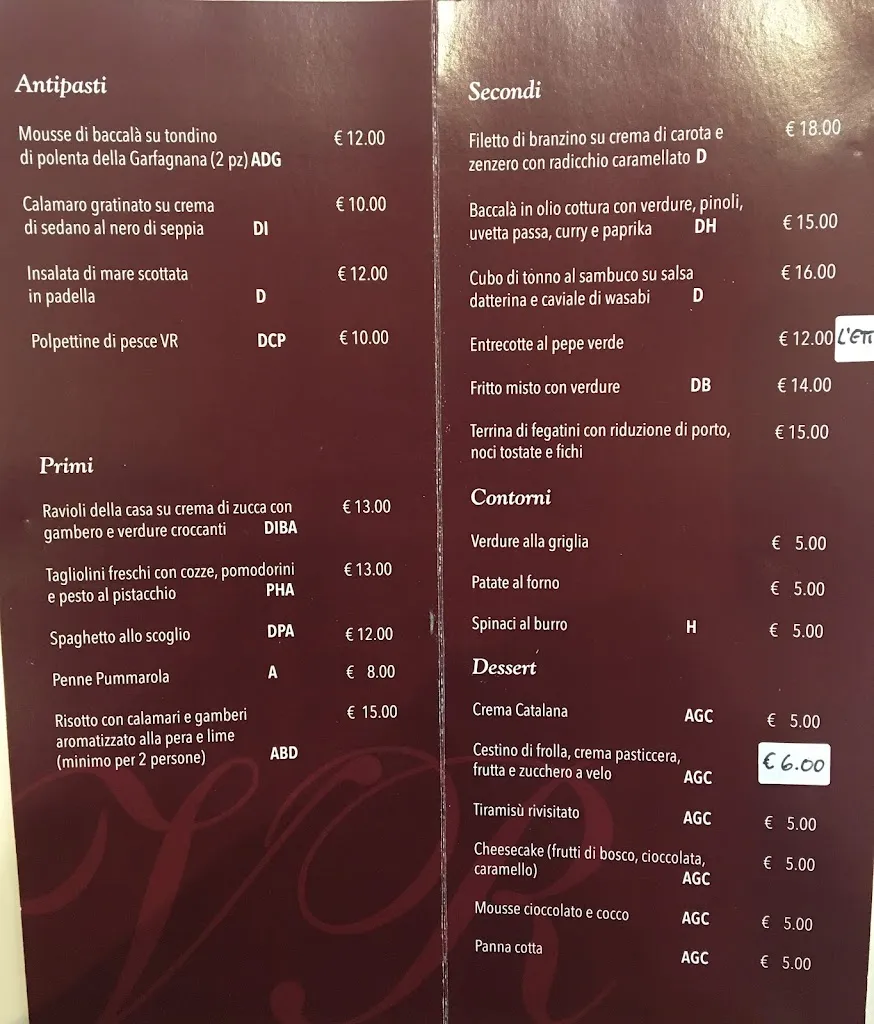 Antipasti
Mousse di baccalà su tondino € 12.00
di polenta della Garfagnana (2 pz) ADG
Calamaro gratinato su crema € 10.00
di sedano al nero di seppia DI
Insalata di mare scottata € 12.00
in padella D
Polpettine di pesce VR DCP € 10.00
Primi
Ravioli della casa su crema di zucca con € 13.00
gambero e verdure croccanti DIBA
Tagliolini freschi con cozze, pomodorini € 13.00
e pesto al pistacchio PHA
Spaghetto allo scoglio DPA € 12.00
Penne Pummarola A € 8.00
Risotto con calamari e gamberi € 15.00
aromatizzato alla pera e lime
(minimo per 2 persone) ABD
VR
Secondi
Filetto di branzino su crema di carota e € 18.00
zenzero con radicchio caramellato D
Baccalà in olio cottura con verdure, pinoli,
uvetta passa, curry e paprika DH € 15.00
Cubo di tonno al sambuco su salsa € 16.00
datterina e caviale di wasabi D
Entrecotte al pepe verde € 12.00 L'ETT
Fritto misto con verdure DB € 14.00
Terrina di fegatini con riduzione di porto, € 15.00
noci tostate e fichi
Contorni
Verdure alla griglia € 5.00
Patate al forno € 5.00
Spinaci al burro H € 5.00
Dessert
Crema Catalana AGC € 5.00
Cestino di frolla, crema pasticcera, € 6.00
frutta e zucchero a velo AGC
Tiramisù rivisitato AGC € 5.00
Cheesecake (frutti di bosco, cioccolata, € 5.00
caramello) AGC
Mousse cioccolato e cocco AGC € 5.00
Panna cotta AGC € 5.00